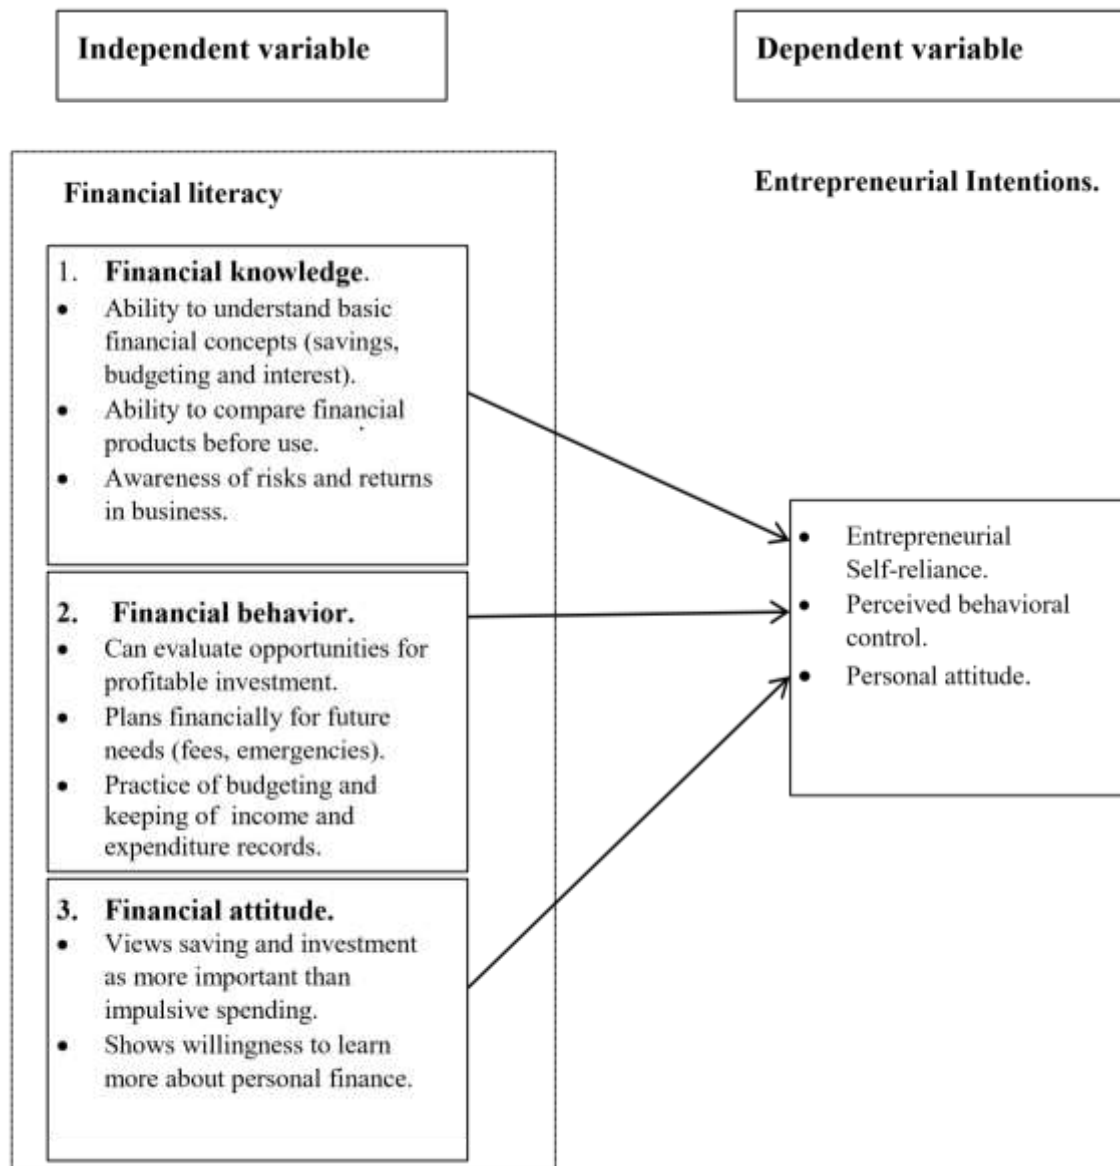 Independent variable
Dependent variable
Financial literacy
Entrepreneurial Intentions.
1. Financial knowledge.
• Ability to understand basic
financial concepts (savings,
budgeting and interest).
• Ability to compare financial
products before use.
• Awareness of risks and returns
in business.
2. Financial behavior.
• Can evaluate opportunities for
profitable investment.
• Plans financially for future
needs (fees, emergencies).
• Practice of budgeting and
keeping of income and
expenditure records.
3. Financial attitude.
• Views saving and investment
as more important than
impulsive spending.
• Shows willingness to learn
more about personal finance.
• Entrepreneurial
Self-reliance.
• Perceived behavioral
control.
• Personal attitude.